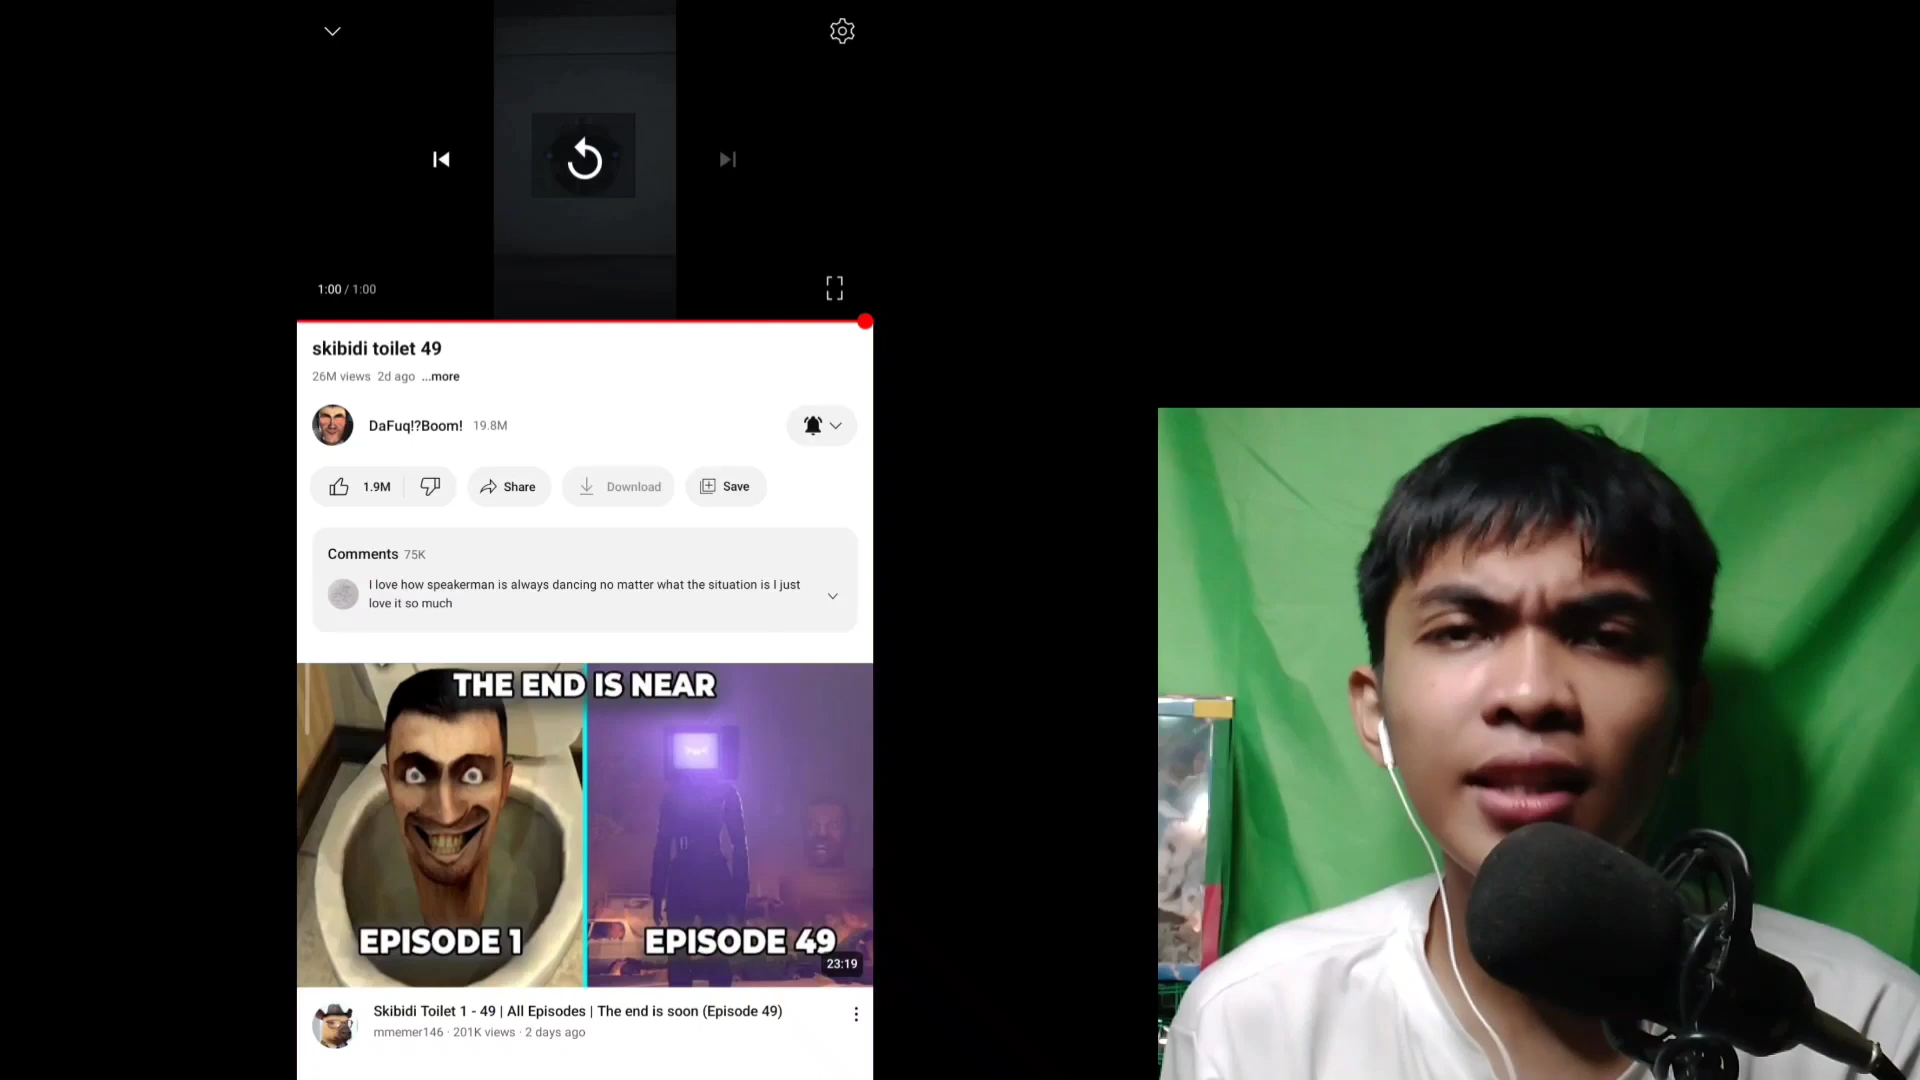 1:00 / 1:00
skibidi toilet 49
26M views 2d ago ...more
DaFuq!?Boom! 19.8M
1.9M Share Download Save
Comments 75K
I love how speakerman is always dancing no matter what the situation is I just
love it so much
THE END IS NEAR
EPISODE 1
EPISODE 49
23:19
Skibidi Toilet 1 - 49 | All Episodes | The end is soon (Episode 49)
mmemer146 · 201K views · 2 days ago